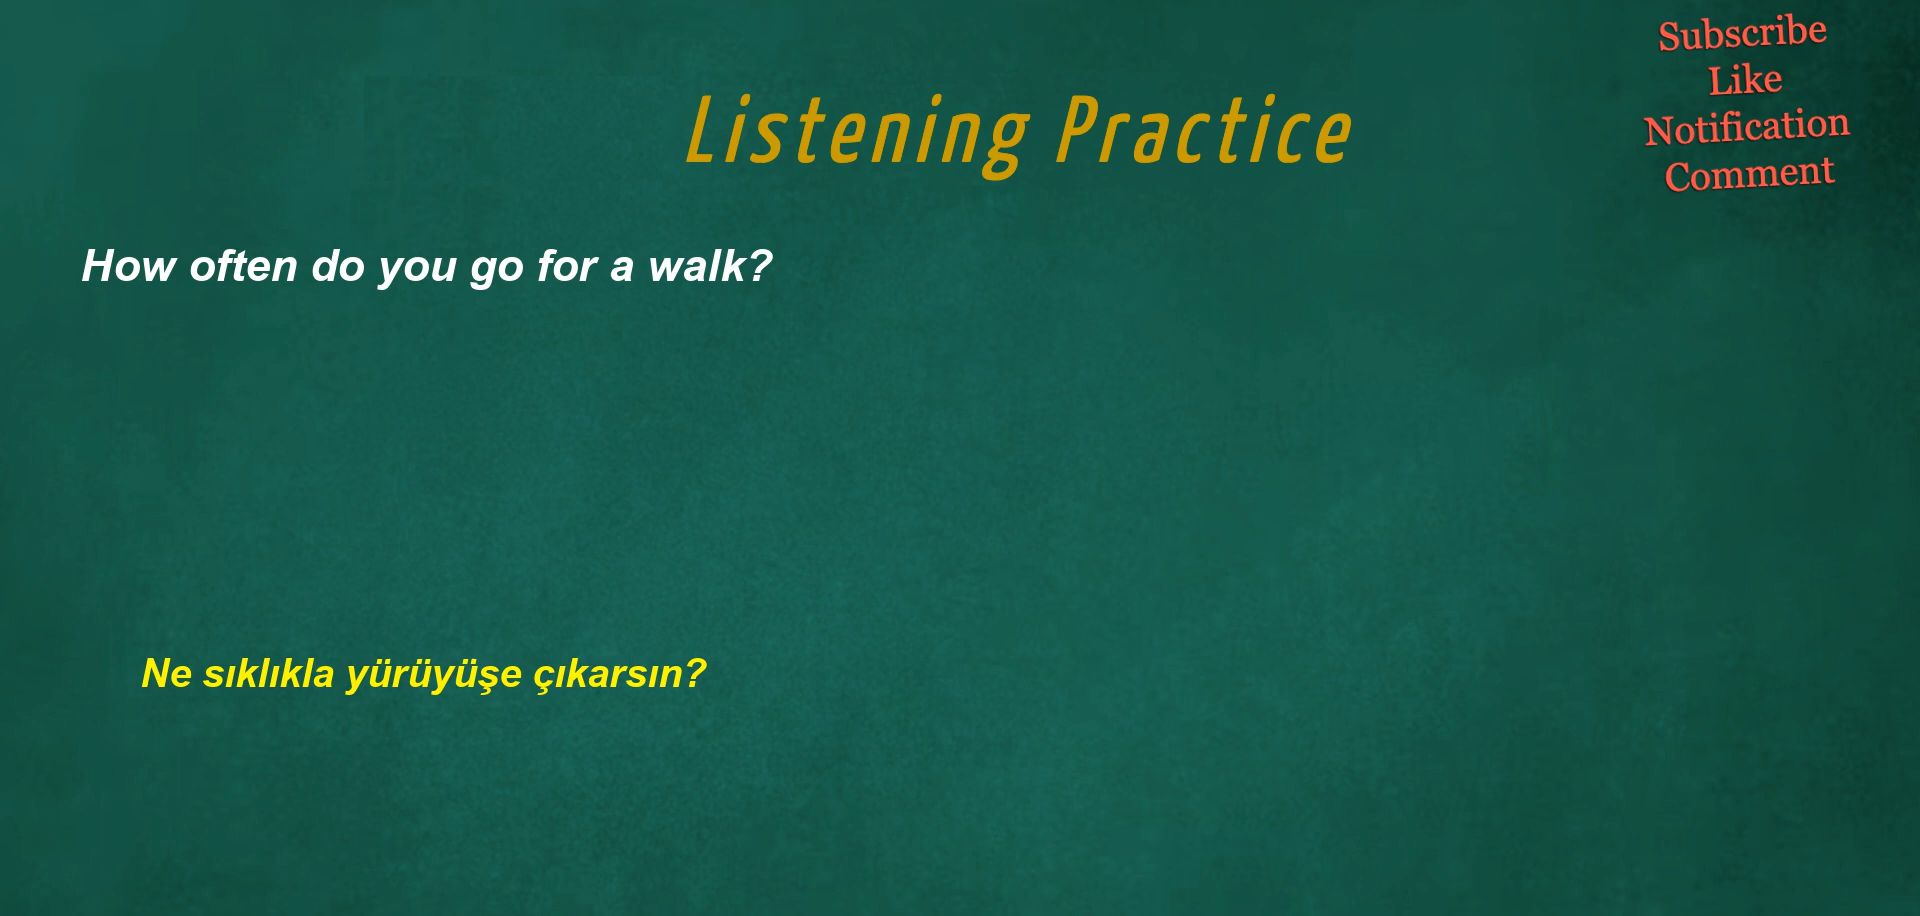 Subscribe
Like
Notification
Comment
Listening Practice
How often do you go for a walk?
Ne sıklıkla yürüyüşe çıkarsın?